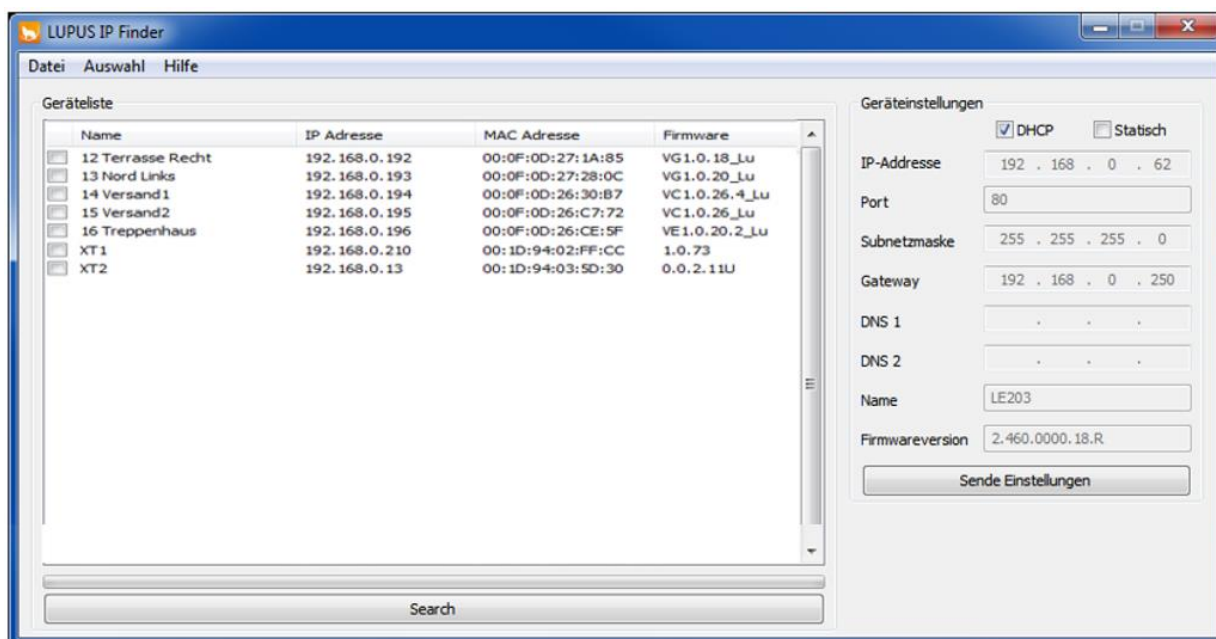 LUPUS IP Finder
Datei Auswahl Hilfe
Geräteliste
Name IP Adresse MAC Adresse Firmware
12 Terrasse Recht 192.168.0.192 00:0F:0D:27:1A:85 VG1.0.18_Lu
13 Nord Links 192.168.0.193 00:0F:0D:27:28:0C VG1.0.20_Lu
14 Versand1 192.168.0.194 00:0F:0D:26:30:B7 VC1.0.26.4_Lu
15 Versand2 192.168.0.195 00:0F:0D:26:C7:72 VC1.0.26_Lu
16 Treppenhaus 192.168.0.196 00:0F:0D:26:CE:5F VE1.0.20.2_Lu
XT1 192.168.0.210 00:1D:94:02:FF:CC 1.0.73
XT2 192.168.0.13 00:1D:94:03:5D:30 0.0.2.11U
Search
Geräteinstellungen
DHCP Statisch
IP-Addresse 192 . 168 . 0 . 62
Port 80
Subnetzmaske 255 . 255 . 255 . 0
Gateway 192 . 168 . 0 . 250
DNS 1 . . .
DNS 2 . . .
Name LE203
Firmwareversion 2.460.0000.18.R
Sende Einstellungen